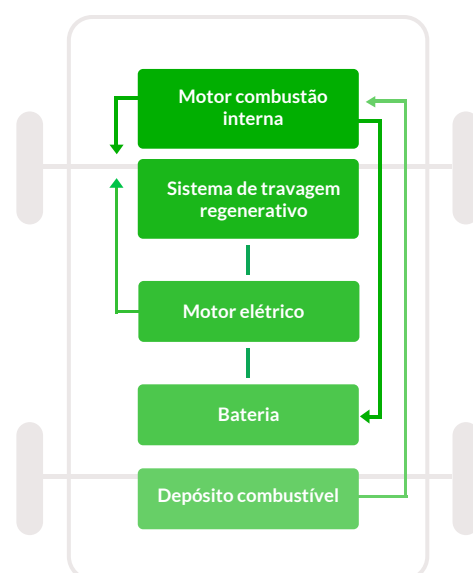 Motor combustão
interna
Sistema de travagem
regenerativo
Motor elétrico
Bateria
Depósito combustível